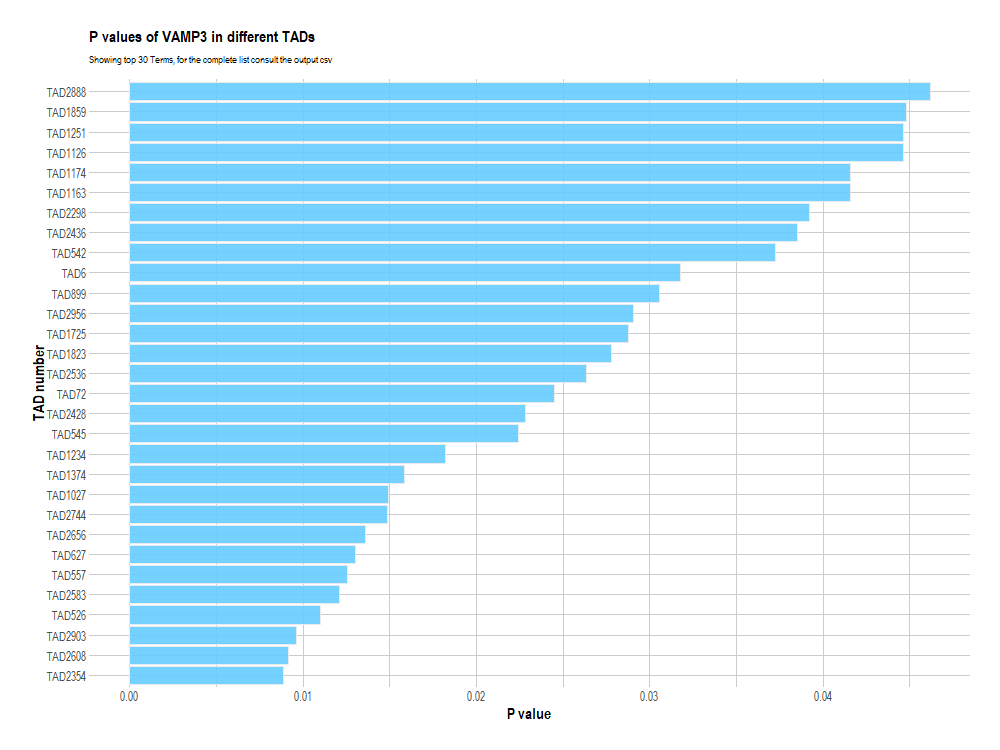 P values of VAMP3 in different TADs
Showing top 30 Terms, for the complete list consult the output csv
TAD number
TAD2888
TAD1859
TAD1251
TAD1126
TAD1174
TAD1163
TAD2298
TAD2436
TAD542
TAD6
TAD899
TAD2956
TAD1725
TAD1823
TAD2536
TAD72
TAD2428
TAD545
TAD1234
TAD1374
TAD1027
TAD2744
TAD2656
TAD627
TAD557
TAD2583
TAD526
TAD2903
TAD2608
TAD2354
0.00 0.01 0.02 0.03 0.04
P value